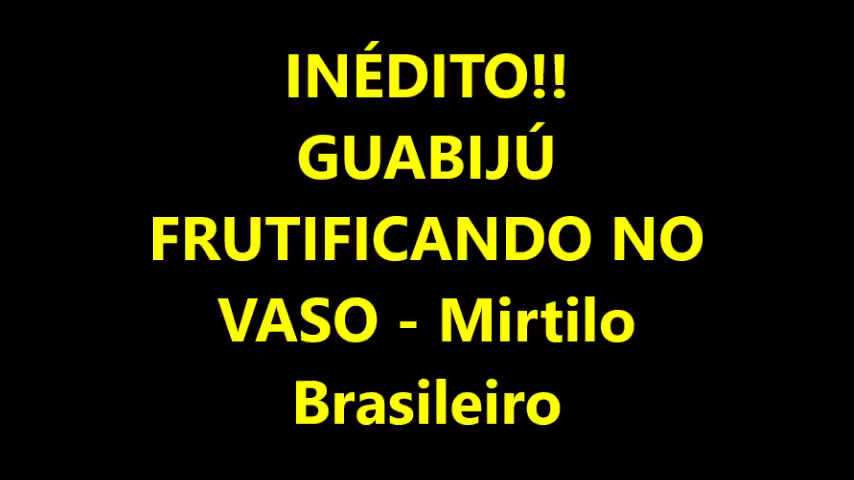 INÉDITO!!
GUABIJÚ
FRUTIFICANDO NO
VASO - Mirtilo
Brasileiro